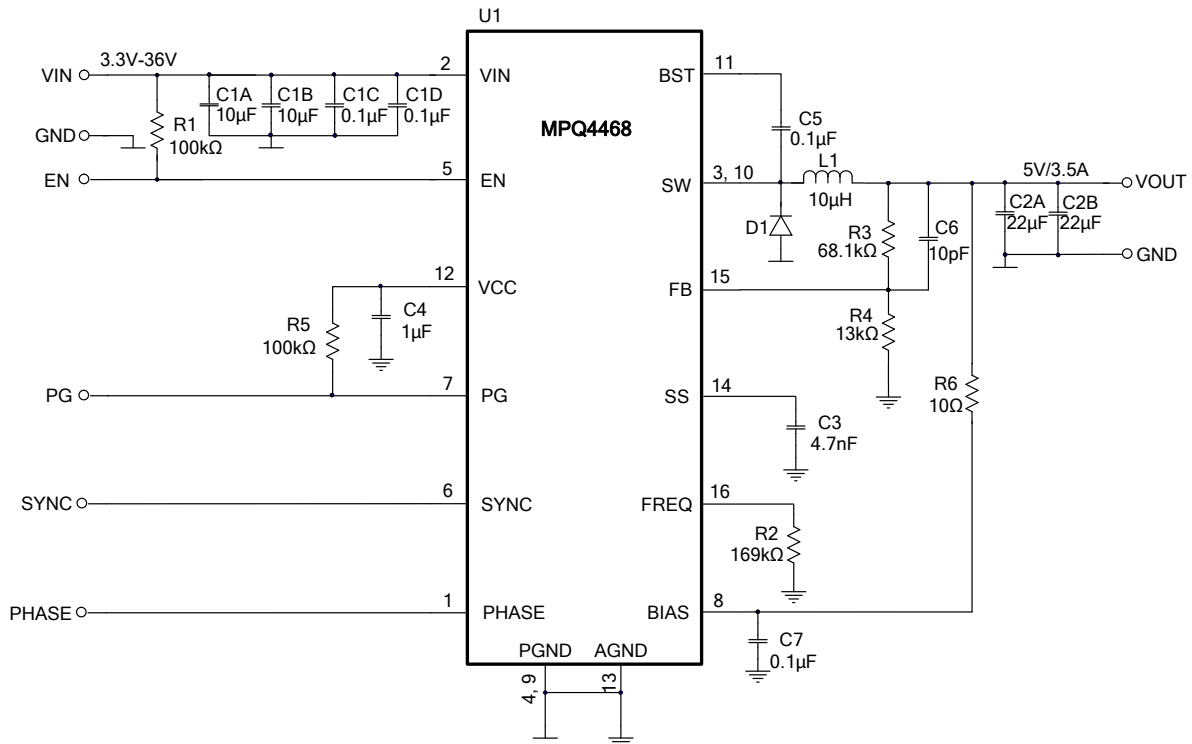 U1
MPQ4468
3.3V-36V
VIN
2
VIN
C1A
10µF
C1B
10µF
C1C
0.1µF
C1D
0.1µF
GND
R1
100kΩ
EN
5
EN
12
VCC
C4
1µF
R5
100kΩ
PG
7
PG
SYNC
6
SYNC
PHASE
1
PHASE
PGND
AGND
4, 9
13
BST
11
C5
0.1µF
SW
3, 10
L1
10µH
D1
5V/3.5A
VOUT
R3
68.1kΩ
C6
10pF
C2A
22µF
C2B
22µF
GND
FB
15
R4
13kΩ
SS
14
C3
4.7nF
R6
10Ω
FREQ
16
R2
169kΩ
BIAS
8
C7
0.1µF